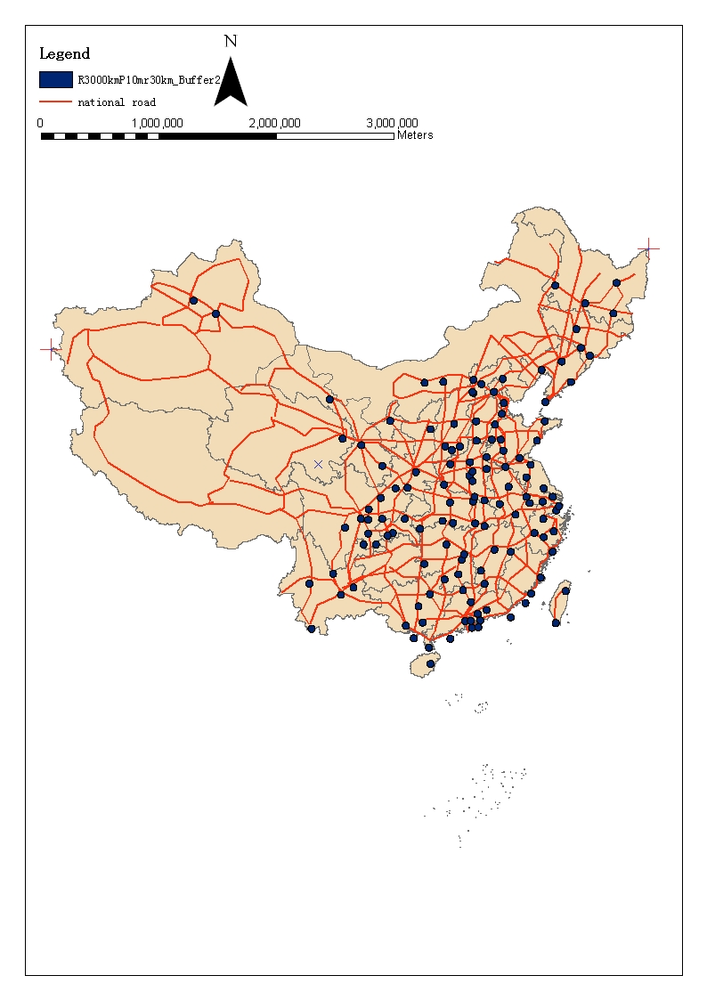 N
Legend
R3000kmP10mr30km_Buffer2
national road
0 1,000,000 2,000,000 3,000,000
Meters